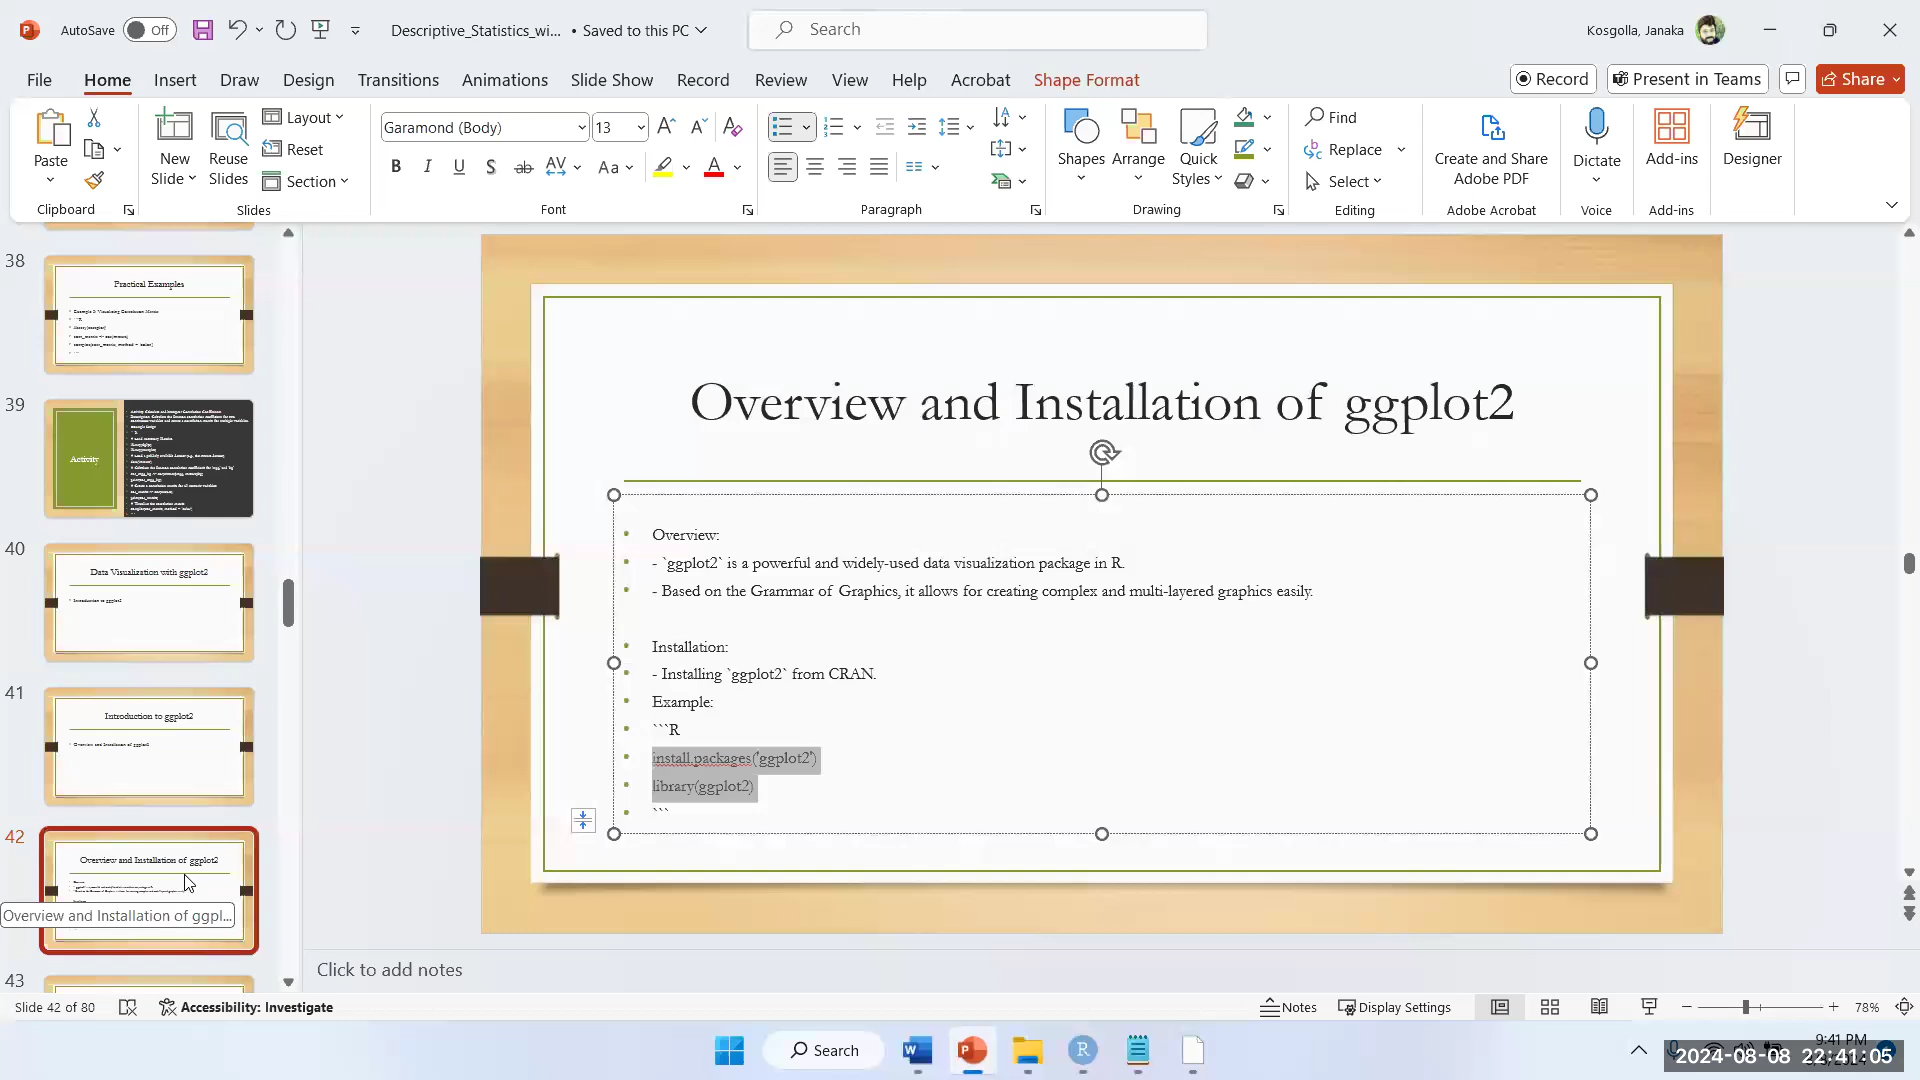 AutoSave Off Descriptive_Statistics_wi... • Saved to this PC Search Kosgolla, Janaka
File Home Insert Draw Design Transitions Animations Slide Show Record Review View Help Acrobat Shape Format Record Present in Teams Share
Paste
New
Slide
Reuse
Slides
Layout
Reset
Section
Garamond (Body) 13
Shapes
Arrange
Quick
Styles
Find
Replace
Select
Create and Share
Adobe PDF
Dictate
Add-ins
Designer
Clipboard Slides Font Paragraph Drawing Editing Adobe Acrobat Voice Add-ins
38
Practical Examples
39
Activity
40
Data Visualization with ggplot2
Introduction to ggplot2
41
Introduction to ggplot2
Overview and Installation of ggplot2
42
Overview and Installation of ggplot2
Overview and Installation of ggpl...
43
Overview and Installation of ggplot2
• Overview:
• - `ggplot2` is a powerful and widely-used data visualization package in R.
• - Based on the Grammar of Graphics, it allows for creating complex and multi-layered graphics easily.
• Installation:
• - Installing `ggplot2` from CRAN.
• Example:
• ```R
• install.packages('ggplot2')
• library(ggplot2)
• ```
Click to add notes
Slide 42 of 80 Accessibility: Investigate Notes Display Settings 78%
Search
9:41 PM
2024-08-08 22:41:05